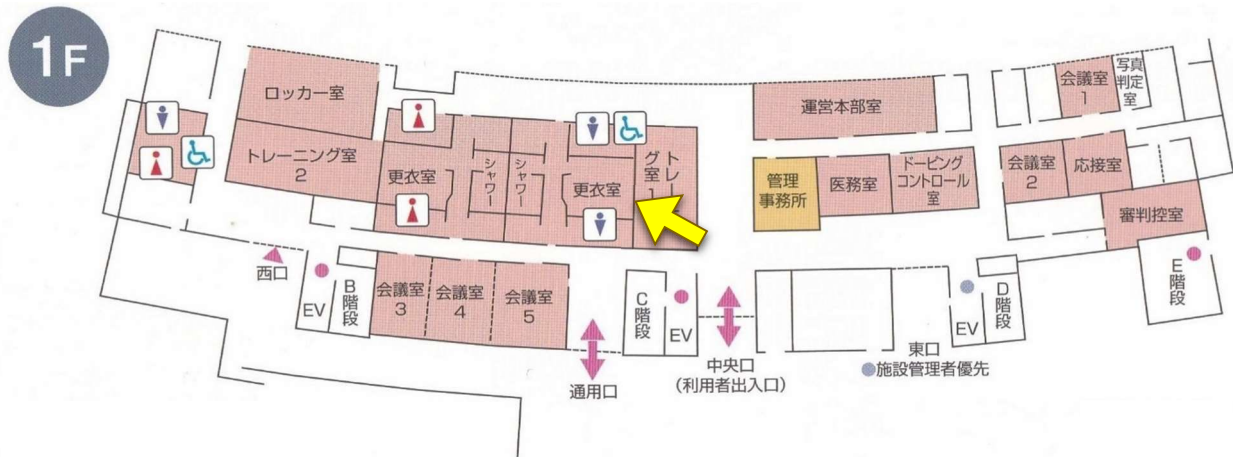 1F
ロッカー室
トレーニング室
2
更衣室
シャワー
シャワー
更衣室
トレー
グ室1
運営本部室
管理
事務所
医務室
ドーピング
コントロール
室
会議室
1
写真
判定
室
会議室
2
応接室
審判控室
西口
EV
B階段
会議室
3
会議室
4
会議室
5
通用口
C階段
EV
中央口
(利用者出入口)
東口
●施設管理者優先
EV
D階段
E階段